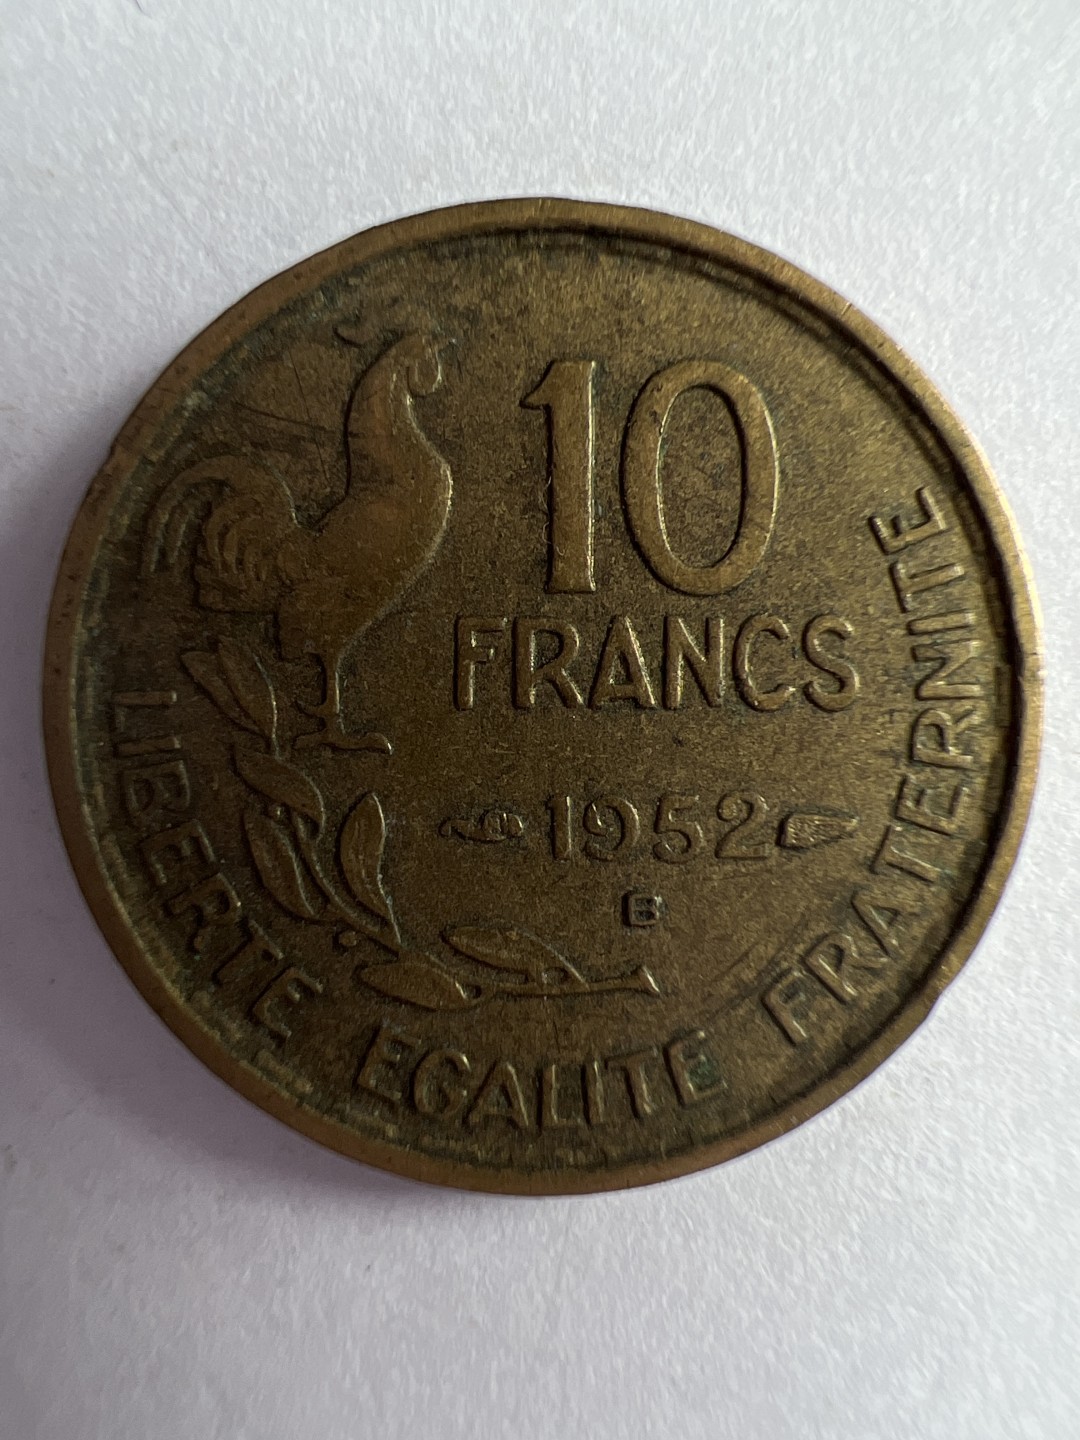 10
FRANCS
1952
B
LIBERTE EGALITE FRATERNITE